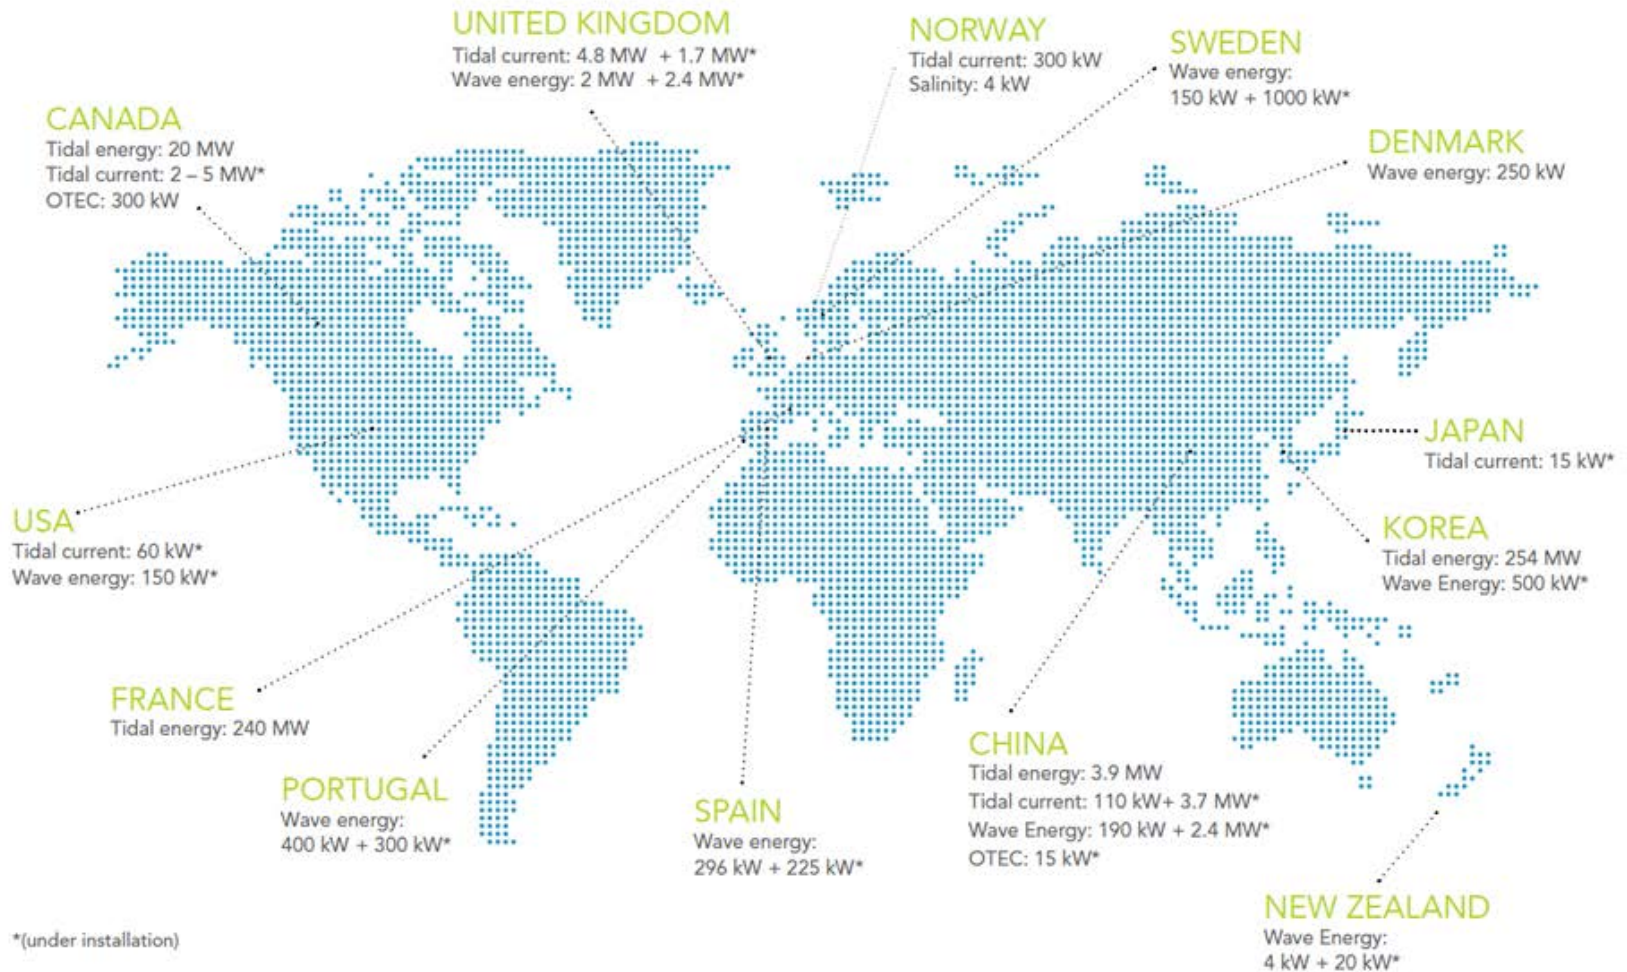 UNITED KINGDOM
Tidal current: 4.8 MW + 1.7 MW*
Wave energy: 2 MW + 2.4 MW*
NORWAY
Tidal current: 300 kW
Salinity: 4 kW
SWEDEN
Wave energy:
150 kW + 1000 kW*
CANADA
Tidal energy: 20 MW
Tidal current: 2 – 5 MW*
OTEC: 300 kW
DENMARK
Wave energy: 250 kW
JAPAN
Tidal current: 15 kW*
USA
Tidal current: 60 kW*
Wave energy: 150 kW*
KOREA
Tidal energy: 254 MW
Wave Energy: 500 kW*
FRANCE
Tidal energy: 240 MW
PORTUGAL
Wave energy:
400 kW + 300 kW*
SPAIN
Wave energy:
296 kW + 225 kW*
CHINA
Tidal energy: 3.9 MW
Tidal current: 110 kW+ 3.7 MW*
Wave Energy: 190 kW + 2.4 MW*
OTEC: 15 kW*
NEW ZEALAND
Wave Energy:
4 kW + 20 kW*
*(under installation)